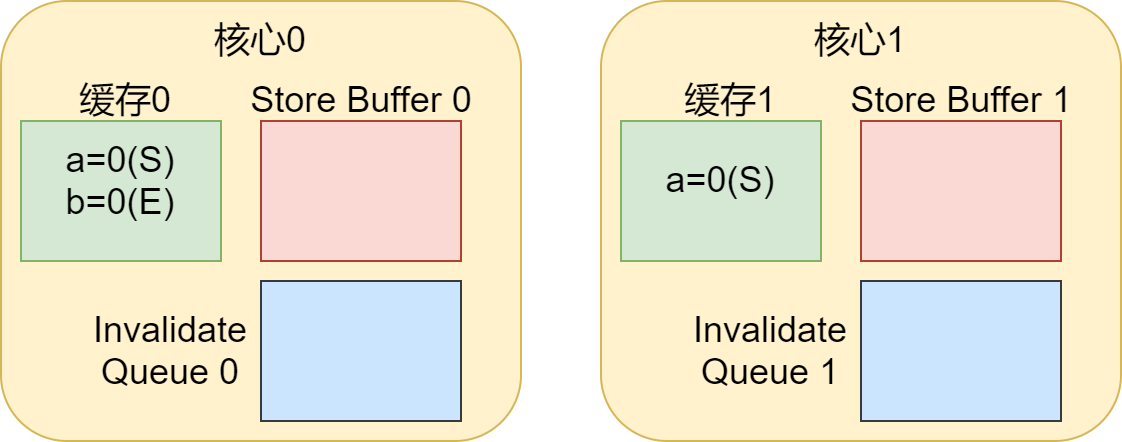 核心0
缓存0
Store Buffer 0
a=0(S)
b=0(E)
Invalidate
Queue 0
核心1
缓存1
Store Buffer 1
a=0(S)
Invalidate
Queue 1